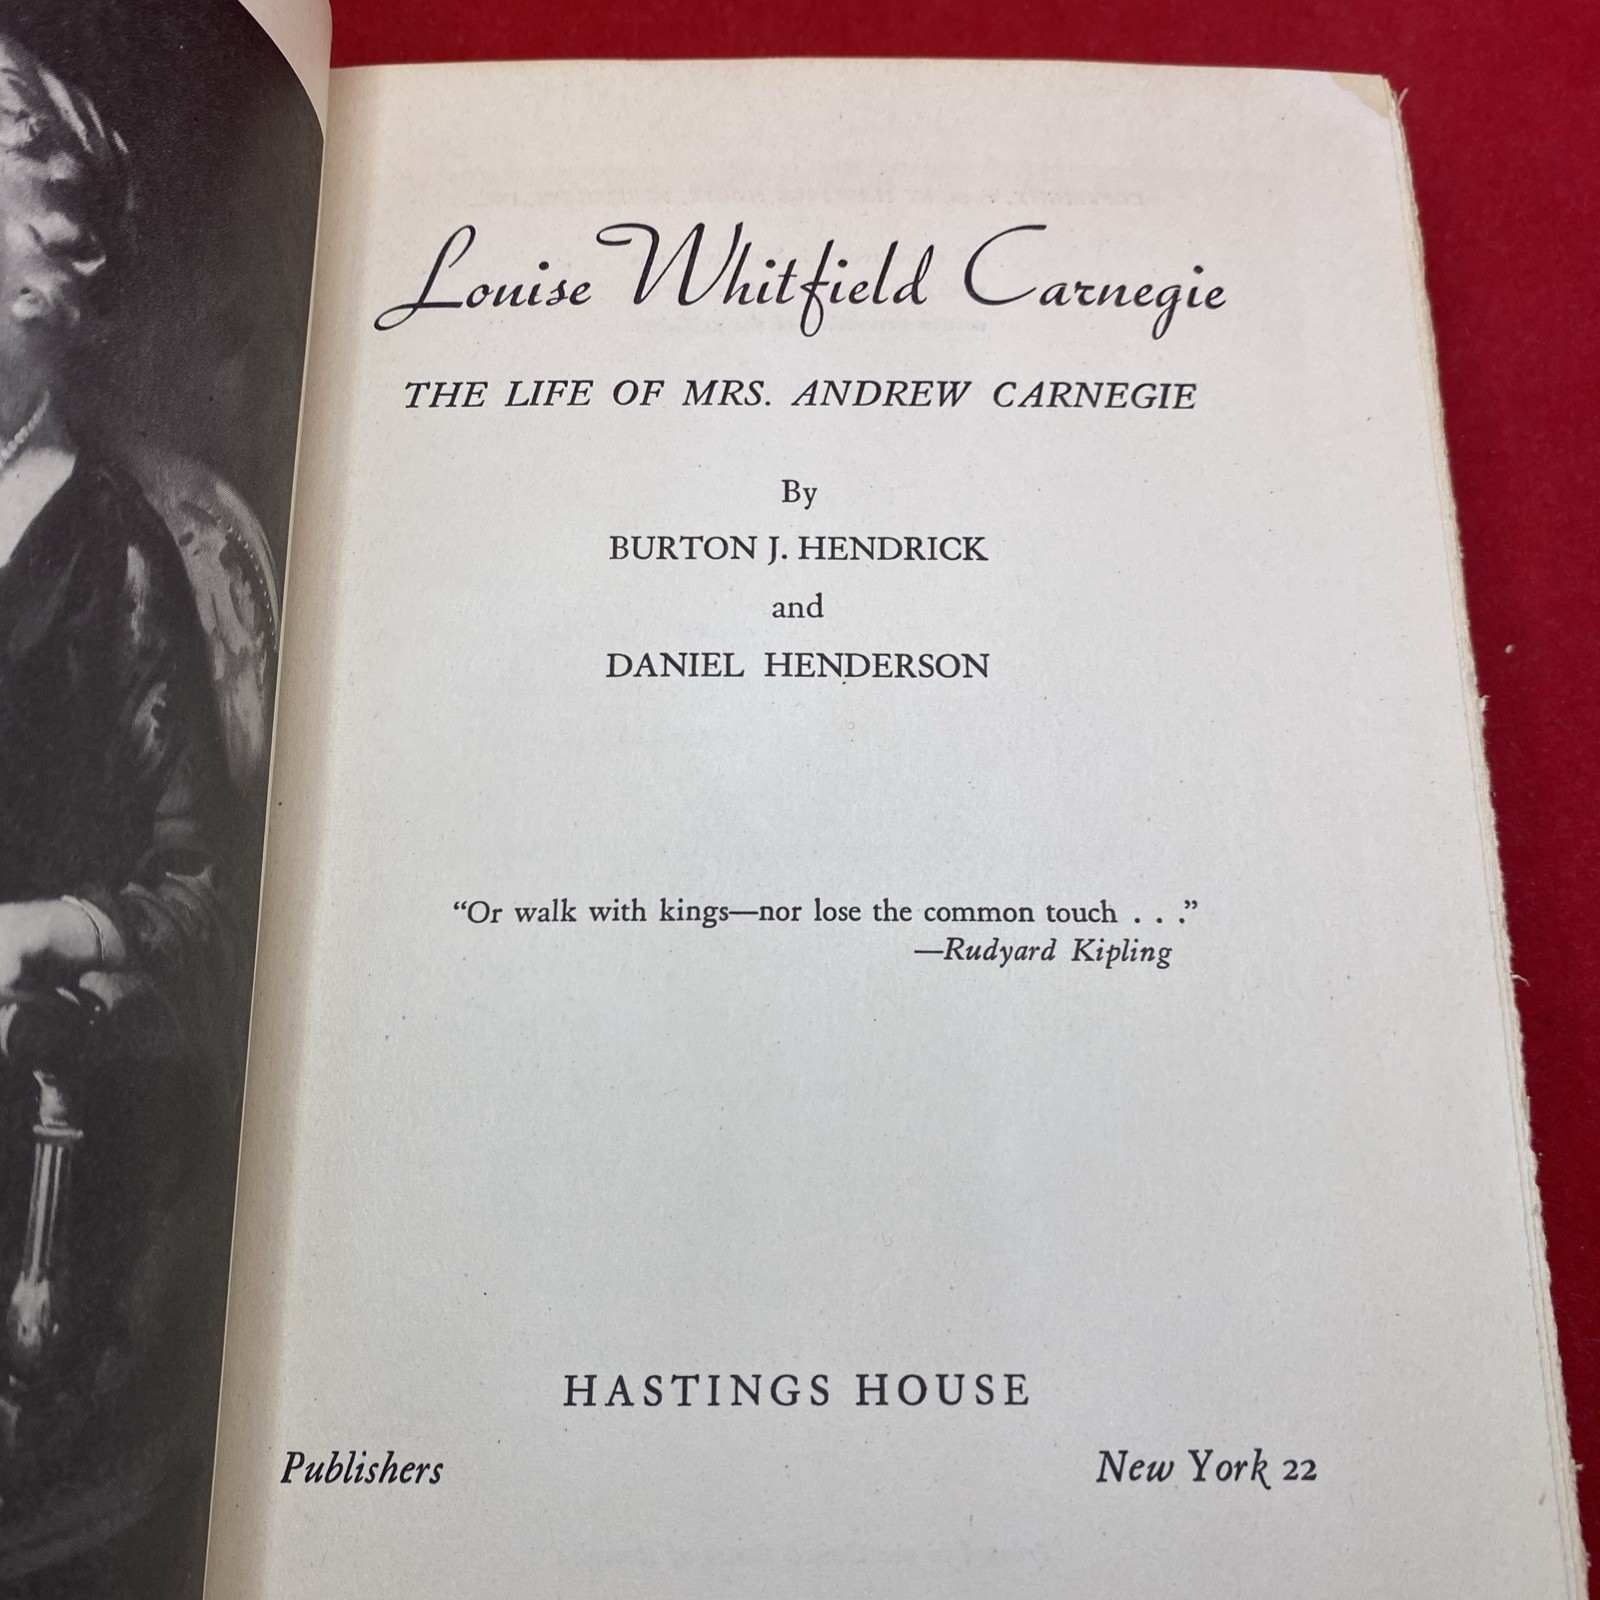 Louise Whitfield Carnegie
THE LIFE OF MRS. ANDREW CARNEGIE
By
BURTON J. HENDRICK
and
DANIEL HENDERSON
“Or walk with kings—nor lose the common touch . . .”
—Rudyard Kipling
HASTINGS HOUSE
Publishers New York 22